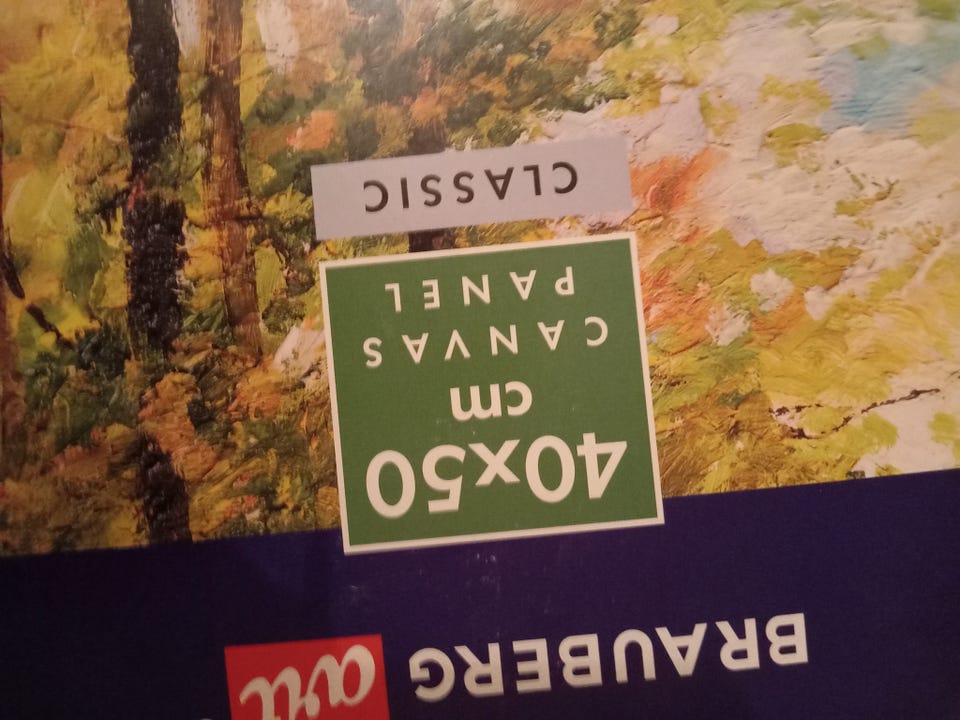 BRAUBERG art
40x50
cm
CANVAS
PANEL
CLASSIC